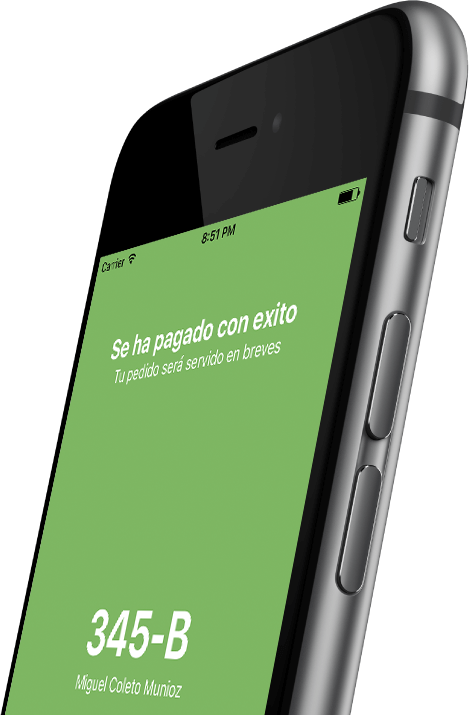 8:51 PM
Carrier
Se ha pagado con exito
Tu pedido será servido en breves
345-B
Miguel Coleto Munioz